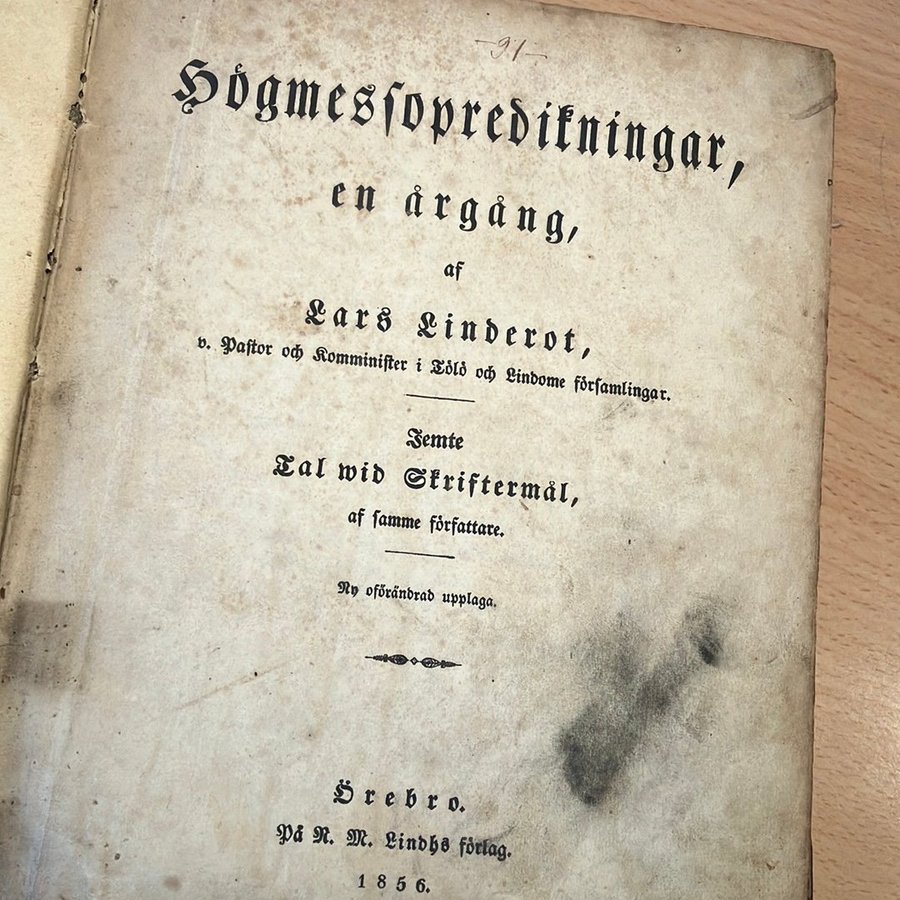 -91-
Högmessopredikningar,
en årgång,
af
Lars Linderot,
v. Pastor och Komminister i Tölö och Lindome församlingar.
Jemte
Tal wid Skriftermål,
af samme författare.
Ny oförändrad upplaga.
Örebro.
På N. M. Lindhs förlag.
1856.